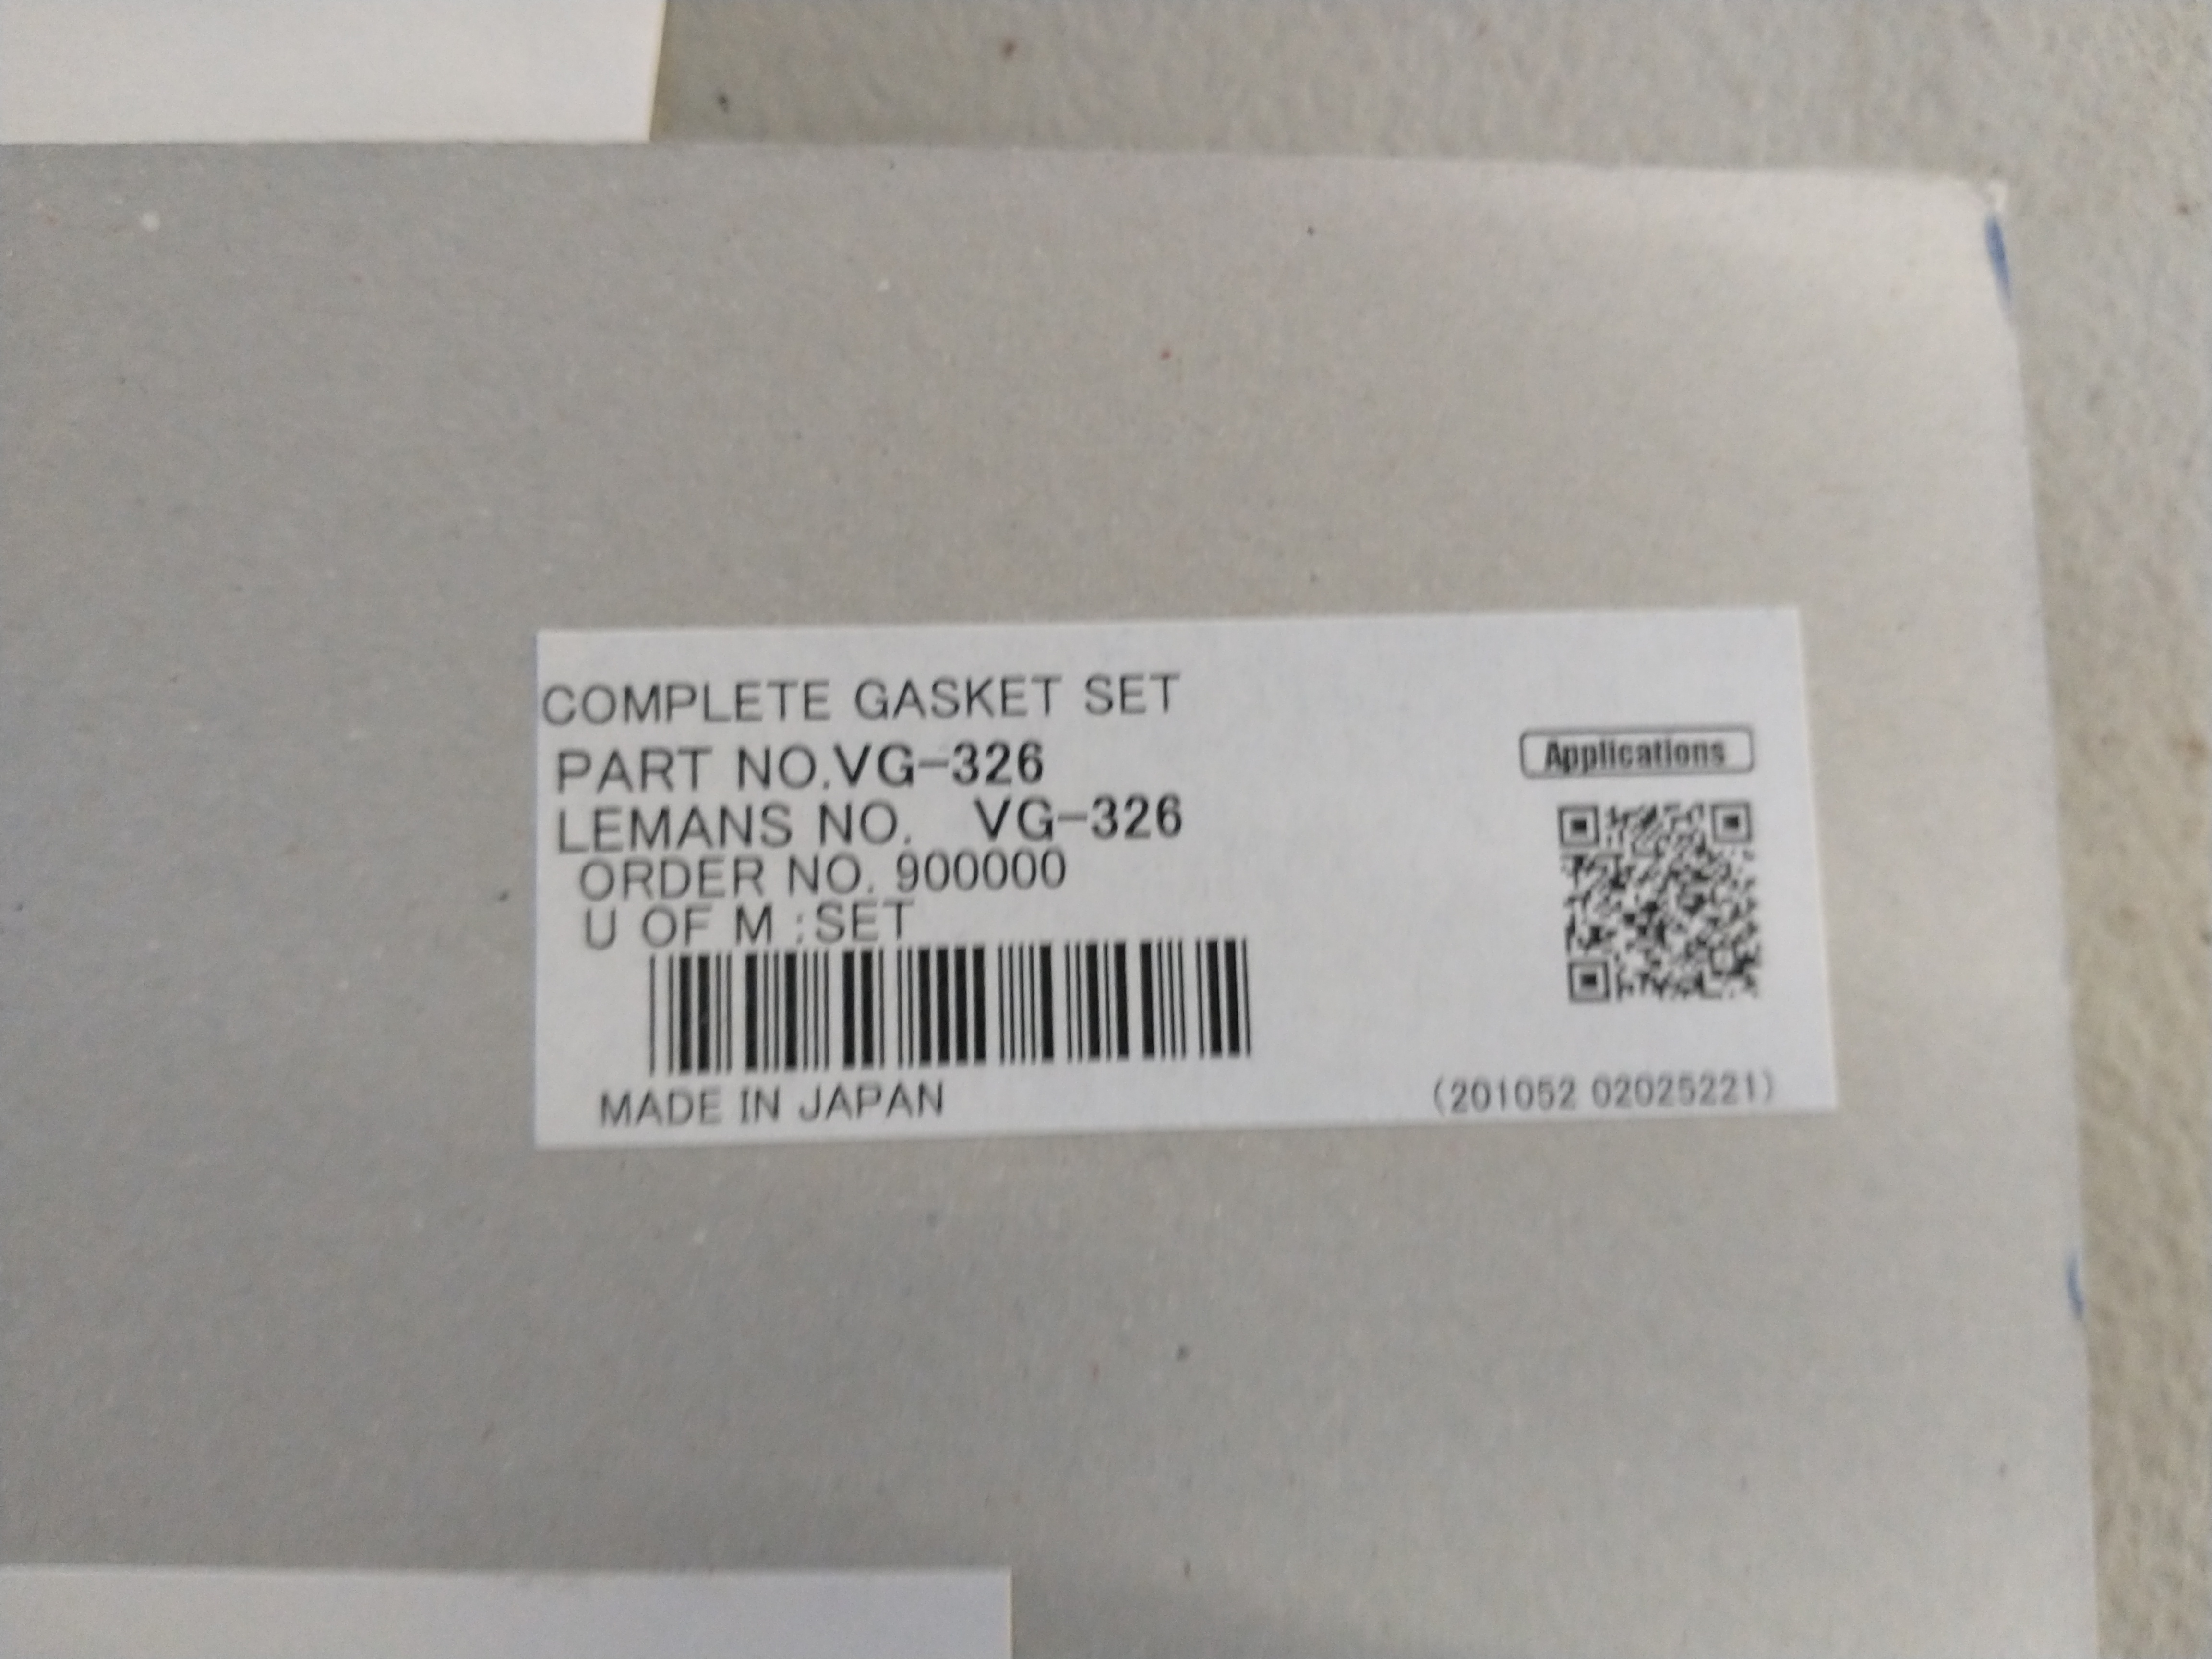 COMPLETE GASKET SET
PART NO.VG-326
LEMANS NO. VG-326
ORDER NO. 900000
U OF M :SET
Applications
MADE IN JAPAN
(201052 02025221)